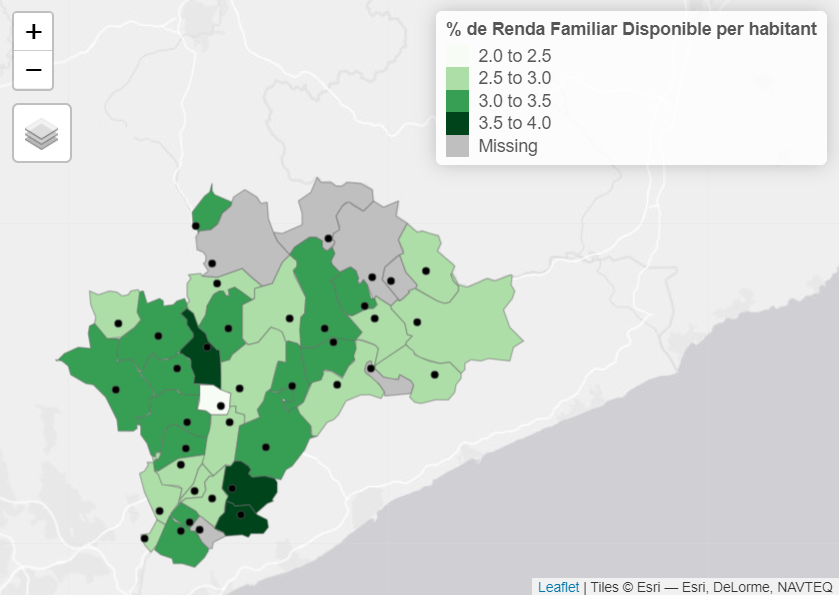 +
% de Renda Familiar Disponible per habitant
2.0 to 2.5
−
2.5 to 3.0
3.0 to 3.5
3.5 to 4.0
Missing
Leaflet | Tiles © Esri — Esri, DeLorme, NAVTEQ